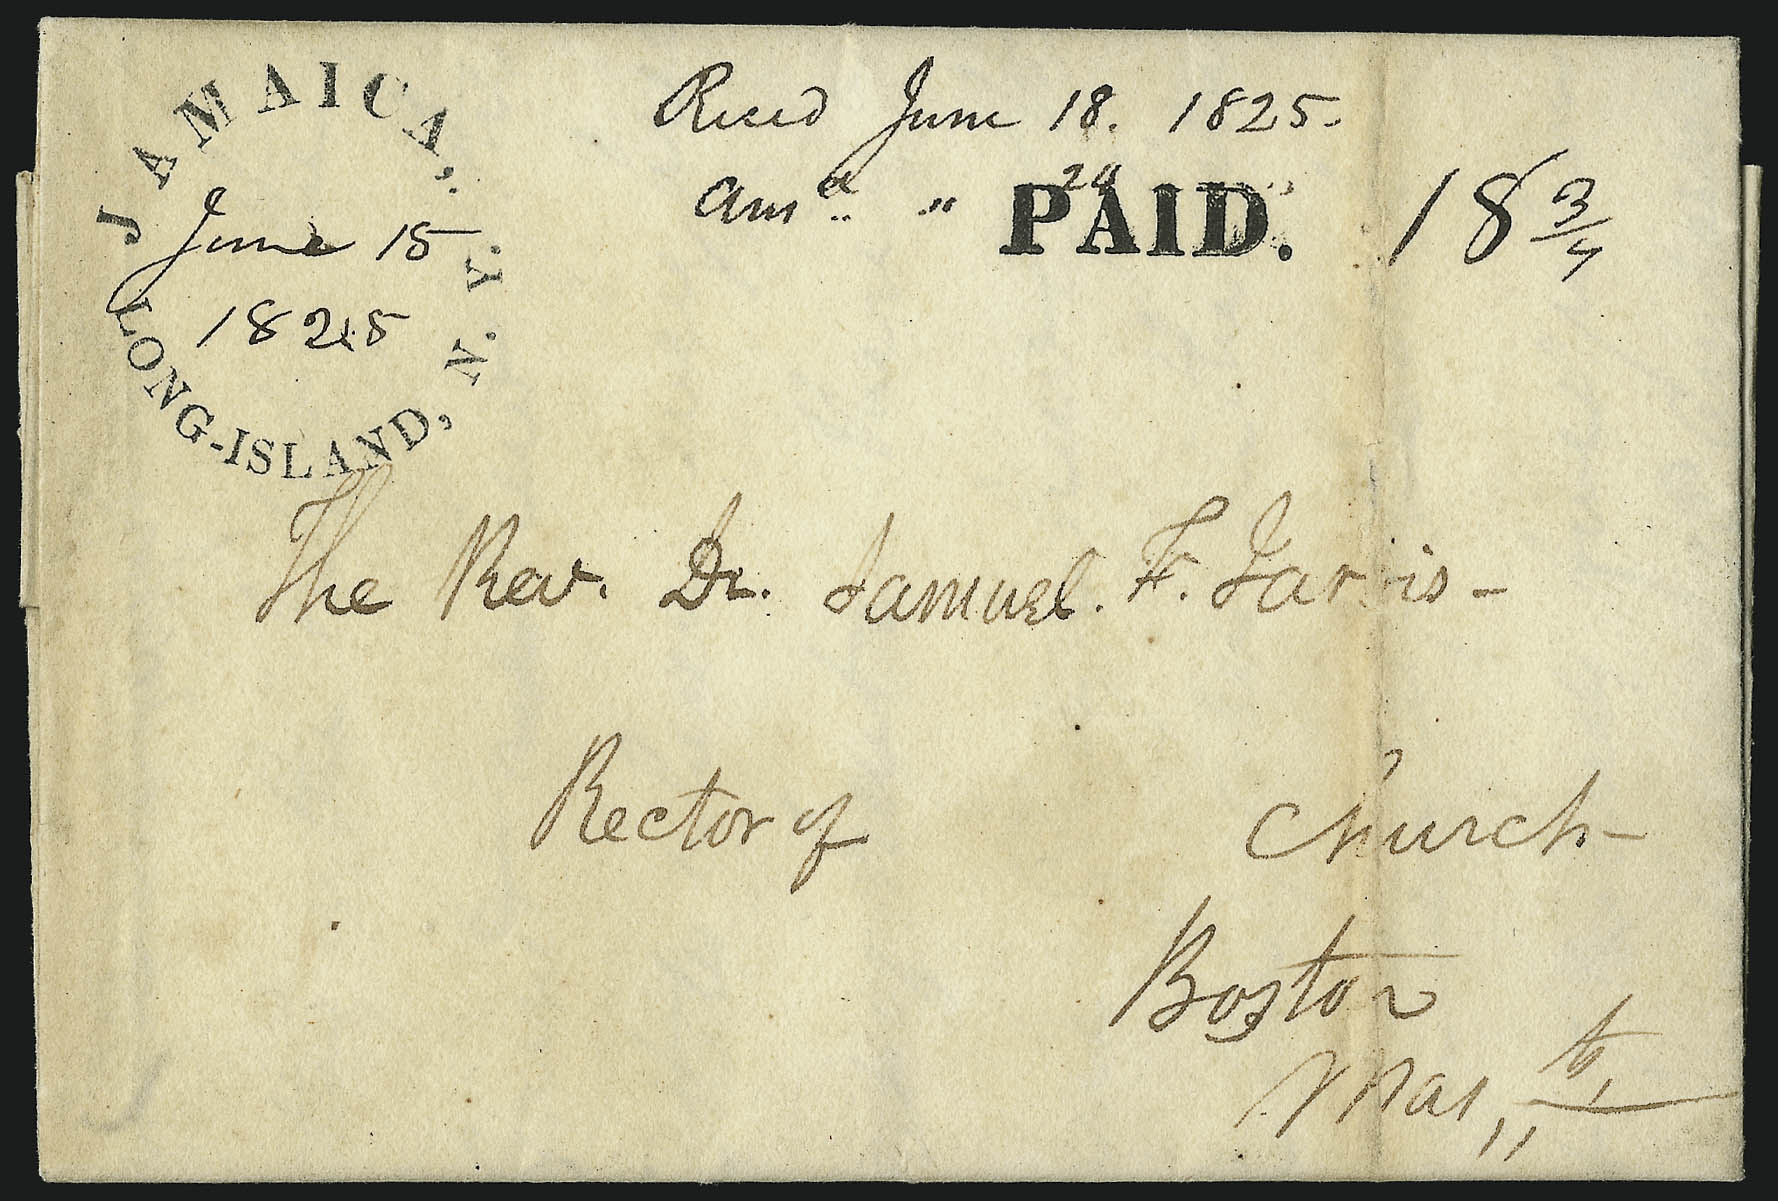 JAMAICA,
LONG-ISLAND, N.Y.
June 15
1825
Recd June 18. 1825-
Ansd „ 20
PAID.
18 3/4
The Rev. Dr. Samuel. F. Jarvis-
Rector of Church-
Boston